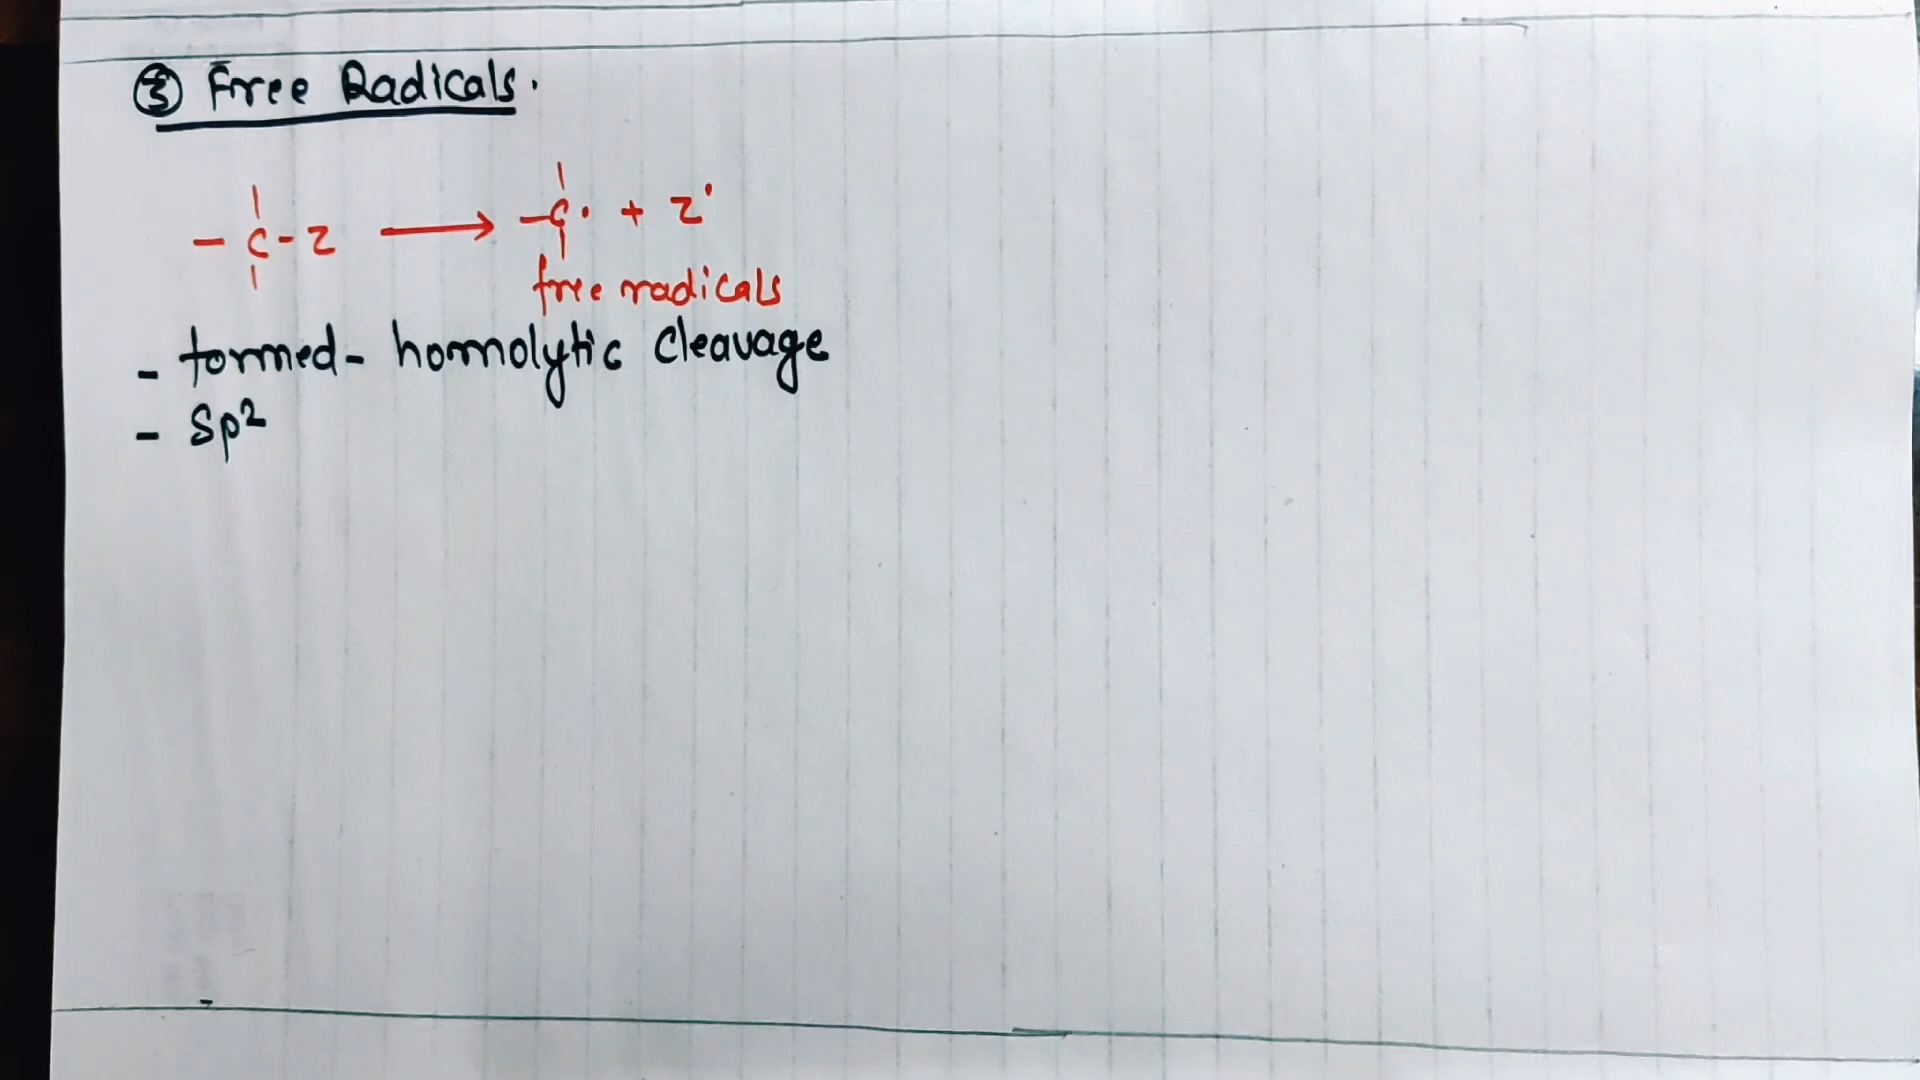 ③ Free Radicals.
|
|
- C - Z ⟶ - C• + Z•
|
|
free radicals
- formed - homolytic cleavage
- Sp²